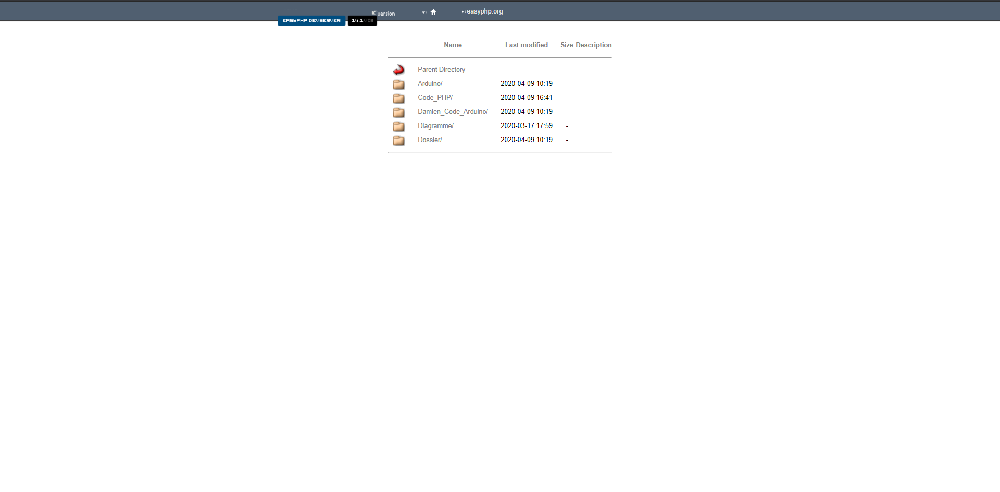 version
easyphp.org
EASYPHP DEVSERVER 14.1 VC9
Name Last modified Size Description
Parent Directory -
Arduino/ 2020-04-09 10:19 -
Code_PHP/ 2020-04-09 16:41 -
Damien_Code_Arduino/ 2020-04-09 10:19 -
Diagramme/ 2020-03-17 17:59 -
Dossier/ 2020-04-09 10:19 -